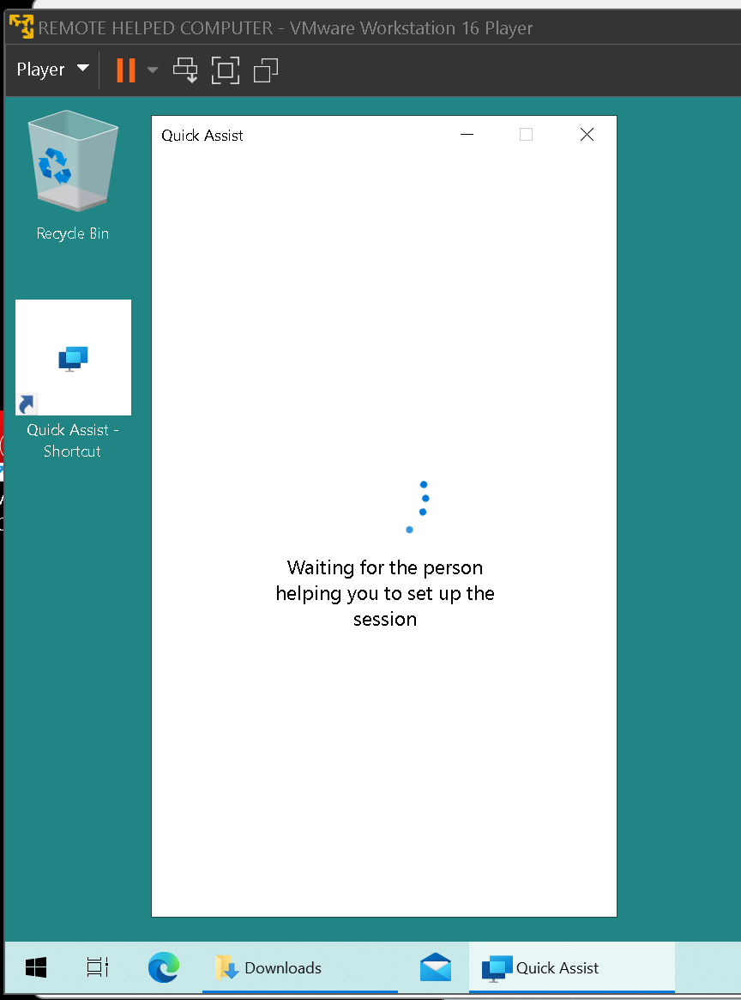 REMOTE HELPED COMPUTER - VMware Workstation 16 Player
Player
Quick Assist
Recycle Bin
Quick Assist -
Shortcut
Waiting for the person
helping you to set up the
session
Downloads
Quick Assist